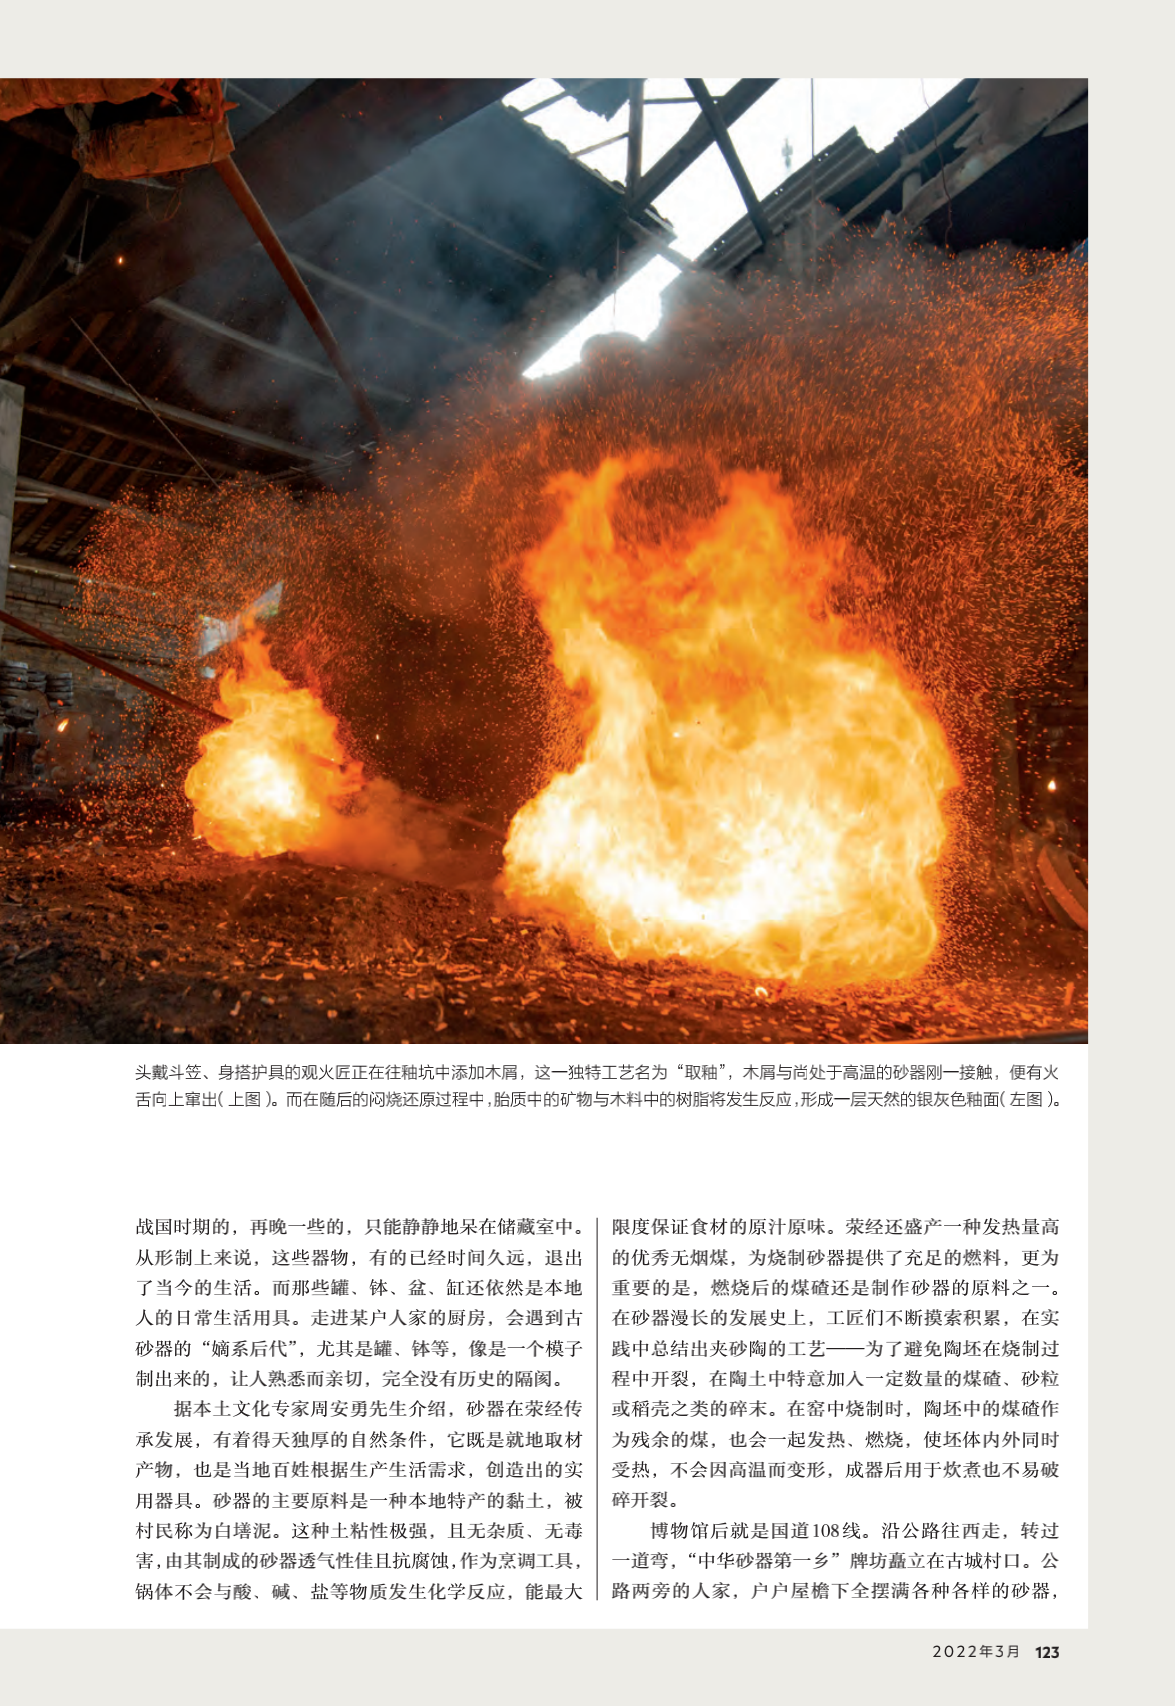 头戴斗笠、身搭护具的观火匠正在往釉坑中添加木屑，这一独特工艺名为“取釉”，木屑与尚处于高温的砂器刚一接触，便有火
舌向上窜出(上图)。而在随后的闷烧还原过程中，胎质中的矿物与木料中的树脂将发生反应，形成一层天然的银灰色釉面(左图)。
战国时期的，再晚一些的，只能静静地呆在储藏室中。
从形制上来说，这些器物，有的已经时间久远，退出
了当今的生活。而那些罐、钵、盆、缸还依然是本地
人的日常生活用具。走进某户人家的厨房，会遇到古
砂器的“嫡系后代”，尤其是罐、钵等，像是一个模子
制出来的，让人熟悉而亲切，完全没有历史的隔阂。
据本土文化专家周安勇先生介绍，砂器在荥经传
承发展，有着得天独厚的自然条件，它既是就地取材
产物，也是当地百姓根据生产生活需求，创造出的实
用器具。砂器的主要原料是一种本地特产的黏土，被
村民称为白墡泥。这种土粘性极强，且无杂质、无毒
害，由其制成的砂器透气性佳且抗腐蚀，作为烹调工具，
锅体不会与酸、碱、盐等物质发生化学反应，能最大
限度保证食材的原汁原味。荥经还盛产一种发热量高
的优秀无烟煤，为烧制砂器提供了充足的燃料，更为
重要的是，燃烧后的煤碴还是制作砂器的原料之一。
在砂器漫长的发展史上，工匠们不断摸索积累，在实
践中总结出夹砂陶的工艺——为了避免陶坯在烧制过
程中开裂，在陶土中特意加入一定数量的煤碴、砂粒
或稻壳之类的碎末。在窑中烧制时，陶坯中的煤碴作
为残余的煤，也会一起发热、燃烧，使坯体内外同时
受热，不会因高温而变形，成器后用于炊煮也不易破
碎开裂。
博物馆后就是国道108线。沿公路往西走，转过
一道弯，“中华砂器第一乡”牌坊矗立在古城村口。公
路两旁的人家，户户屋檐下全摆满各种各样的砂器，
2022年3月 123